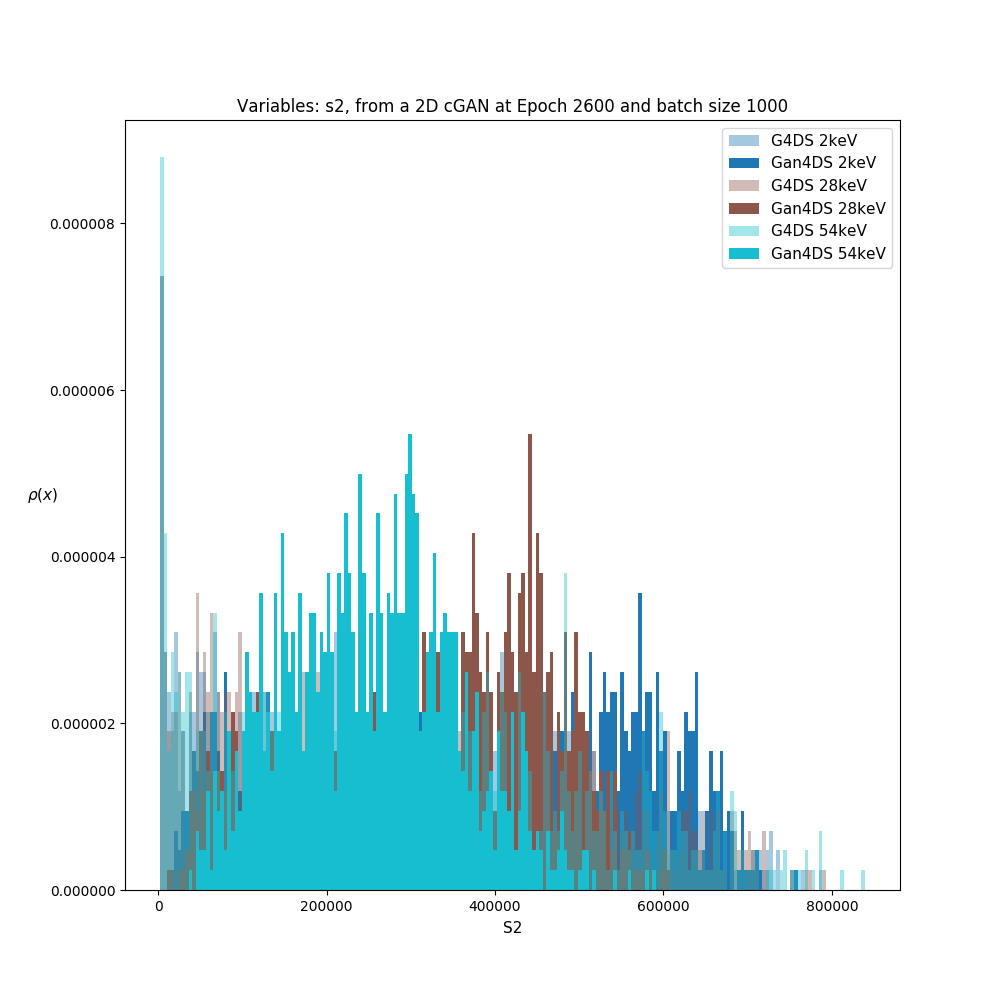 Variables: s2, from a 2D cGAN at Epoch 2600 and batch size 1000
G4DS 2keV
Gan4DS 2keV
G4DS 28keV
Gan4DS 28keV
G4DS 54keV
Gan4DS 54keV
0.000008
0.000006
ρ(x)
0.000004
0.000002
0.000000
0 200000 400000 600000 800000
S2